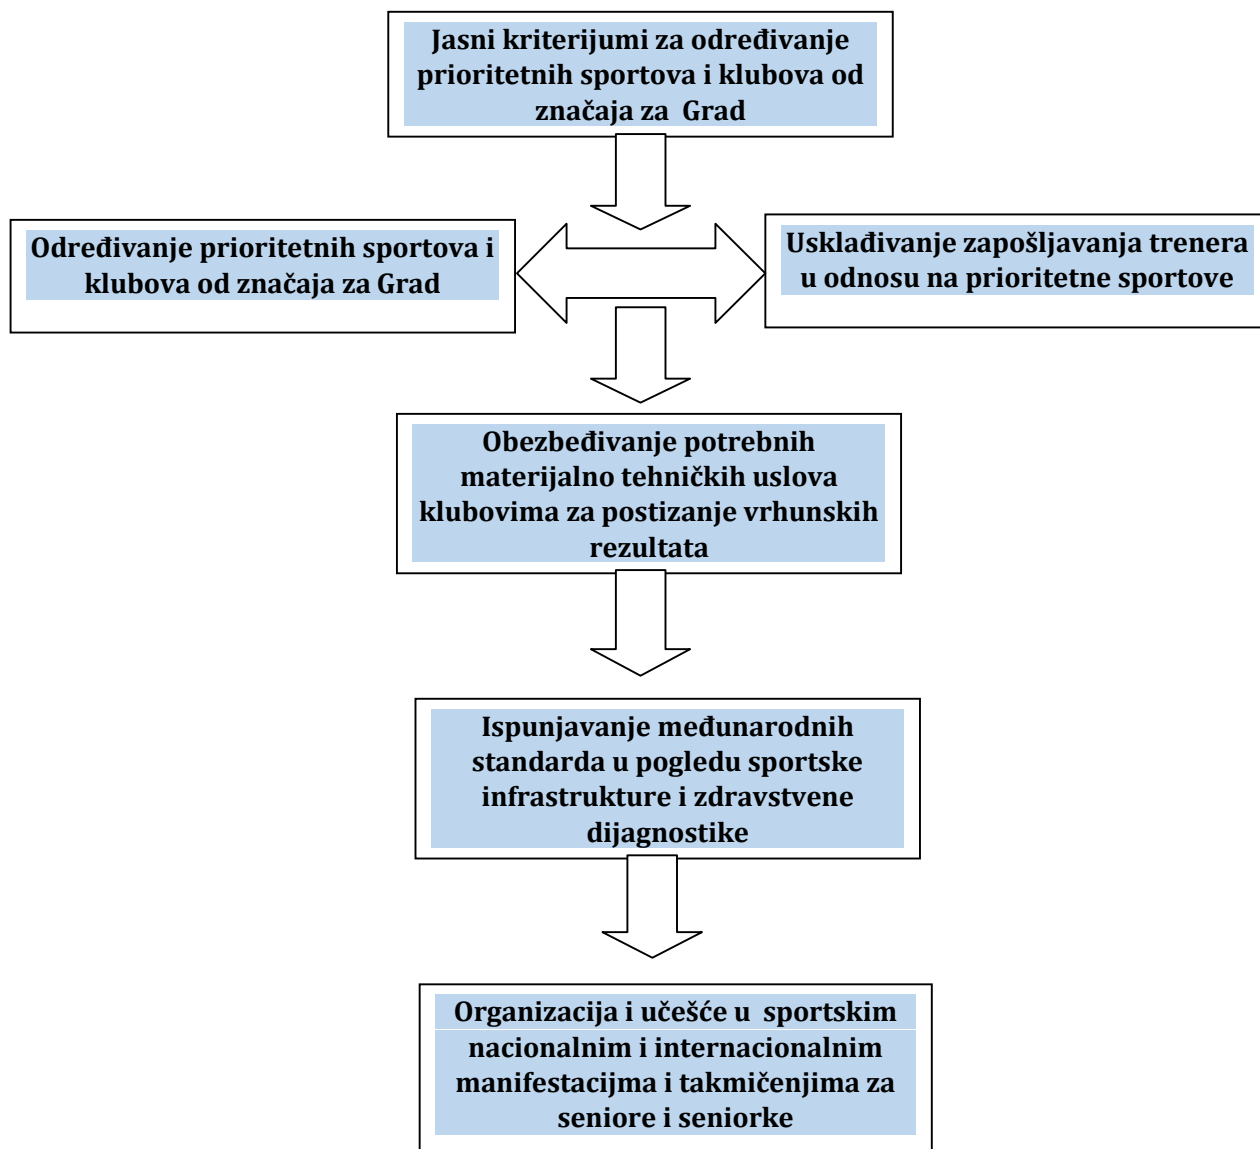 Jasni kriterijumi za određivanje
prioritetnih sportova i klubova od
značaja za Grad
Određivanje prioritetnih sportova i
klubova od značaja za Grad
Usklađivanje zapošljavanja trenera
u odnosu na prioritetne sportove
Obezbeđivanje potrebnih
materijalno tehničkih uslova
klubovima za postizanje vrhunskih
rezultata
Ispunjavanje međunarodnih
standarda u pogledu sportske
infrastrukture i zdravstvene
dijagnostike
Organizacija i učešće u sportskim
nacionalnim i internacionalnim
manifestacijma i takmičenjima za
seniore i seniorke